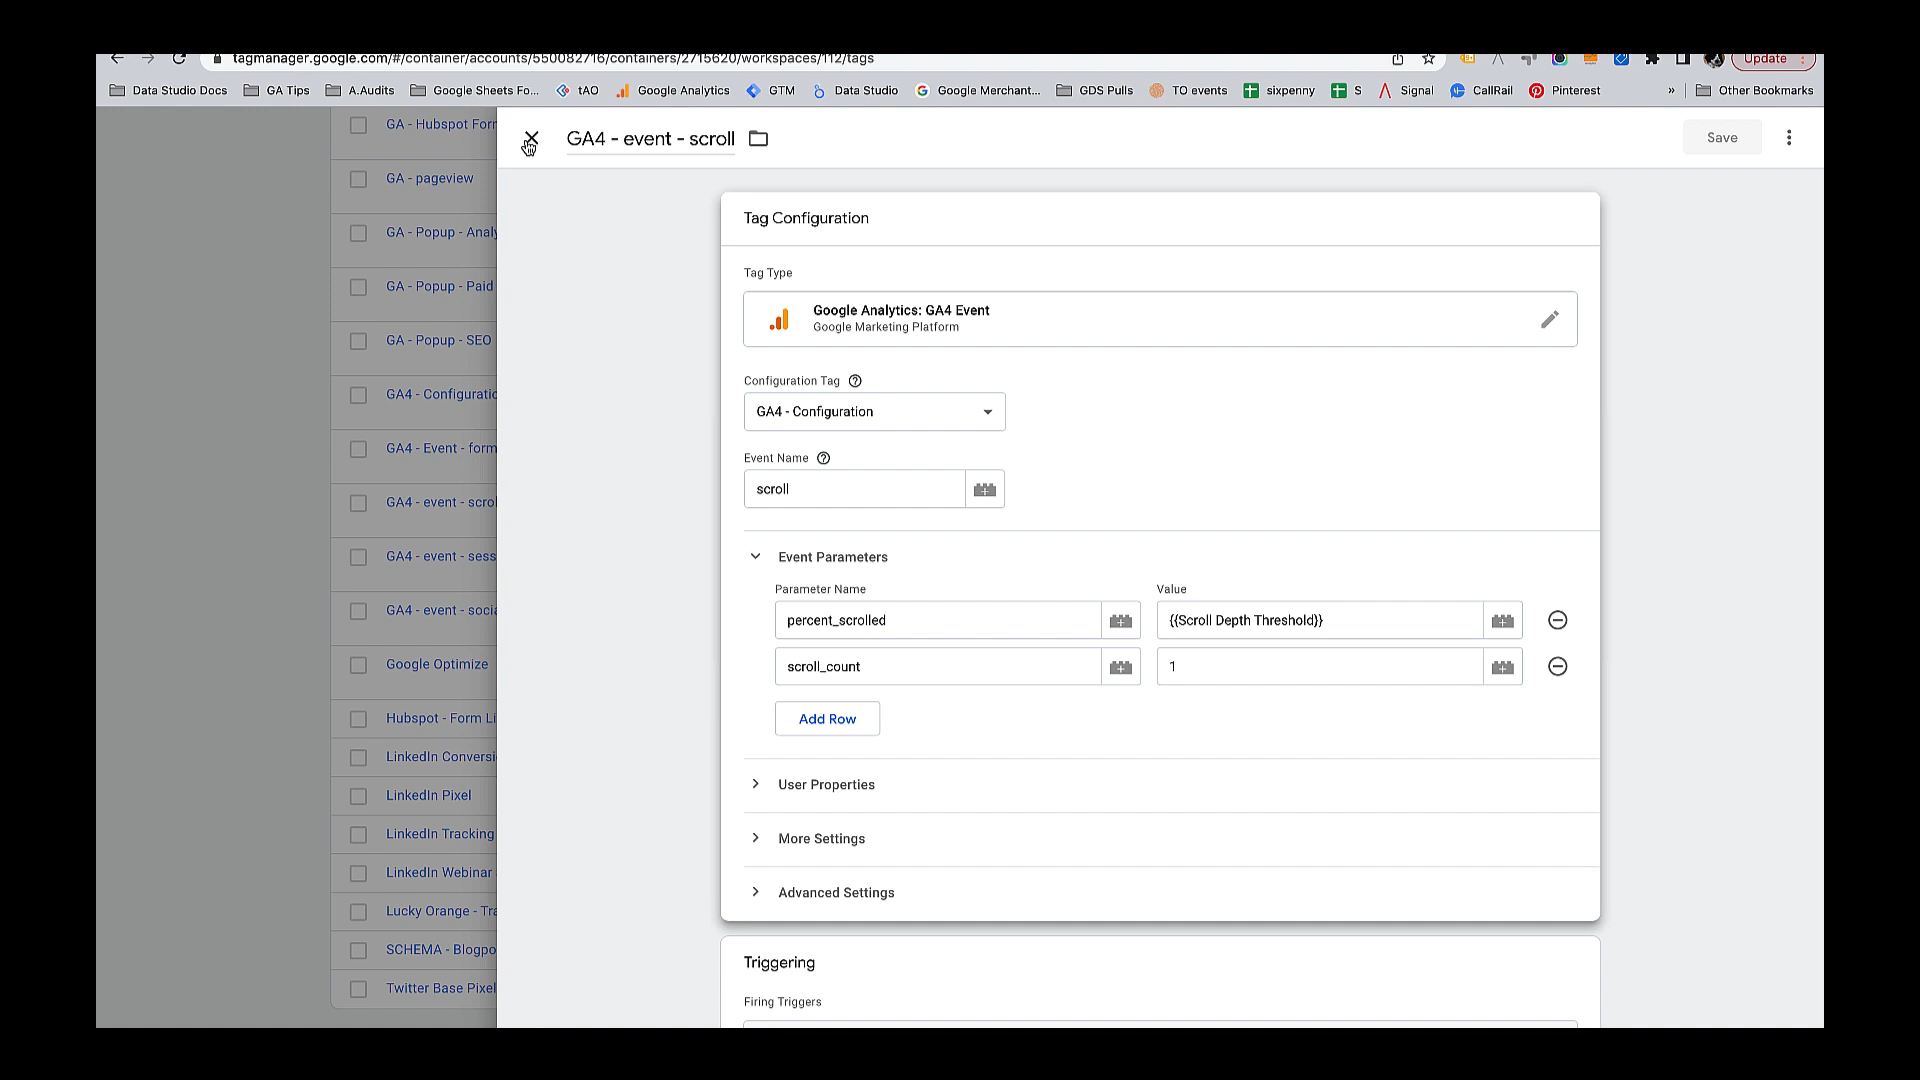 tagmanager.google.com/#/container/accounts/550082716/containers/2715620/workspaces/112/tags
Update
Data Studio Docs
GA Tips
A.Audits
Google Sheets Fo...
tAO
Google Analytics
GTM
Data Studio
Google Merchant...
GDS Pulls
TO events
sixpenny
S
Signal
CallRail
Pinterest
»
Other Bookmarks
GA - Hubspot For
GA - pageview
GA - Popup - Analy
GA - Popup - Paid
GA - Popup - SEO
GA4 - Configuratio
GA4 - Event - form
GA4 - event - scrol
GA4 - event - sess
GA4 - event - socia
Google Optimize
Hubspot - Form Li
LinkedIn Conversi
LinkedIn Pixel
LinkedIn Tracking
LinkedIn Webinar
Lucky Orange - Tra
SCHEMA - Blogpo
Twitter Base Pixel
GA4 - event - scroll
Save
Tag Configuration
Tag Type
Google Analytics: GA4 Event
Google Marketing Platform
Configuration Tag
GA4 - Configuration
Event Name
scroll
Event Parameters
Parameter Name
Value
percent_scrolled
{{Scroll Depth Threshold}}
scroll_count
1
Add Row
User Properties
More Settings
Advanced Settings
Triggering
Firing Triggers